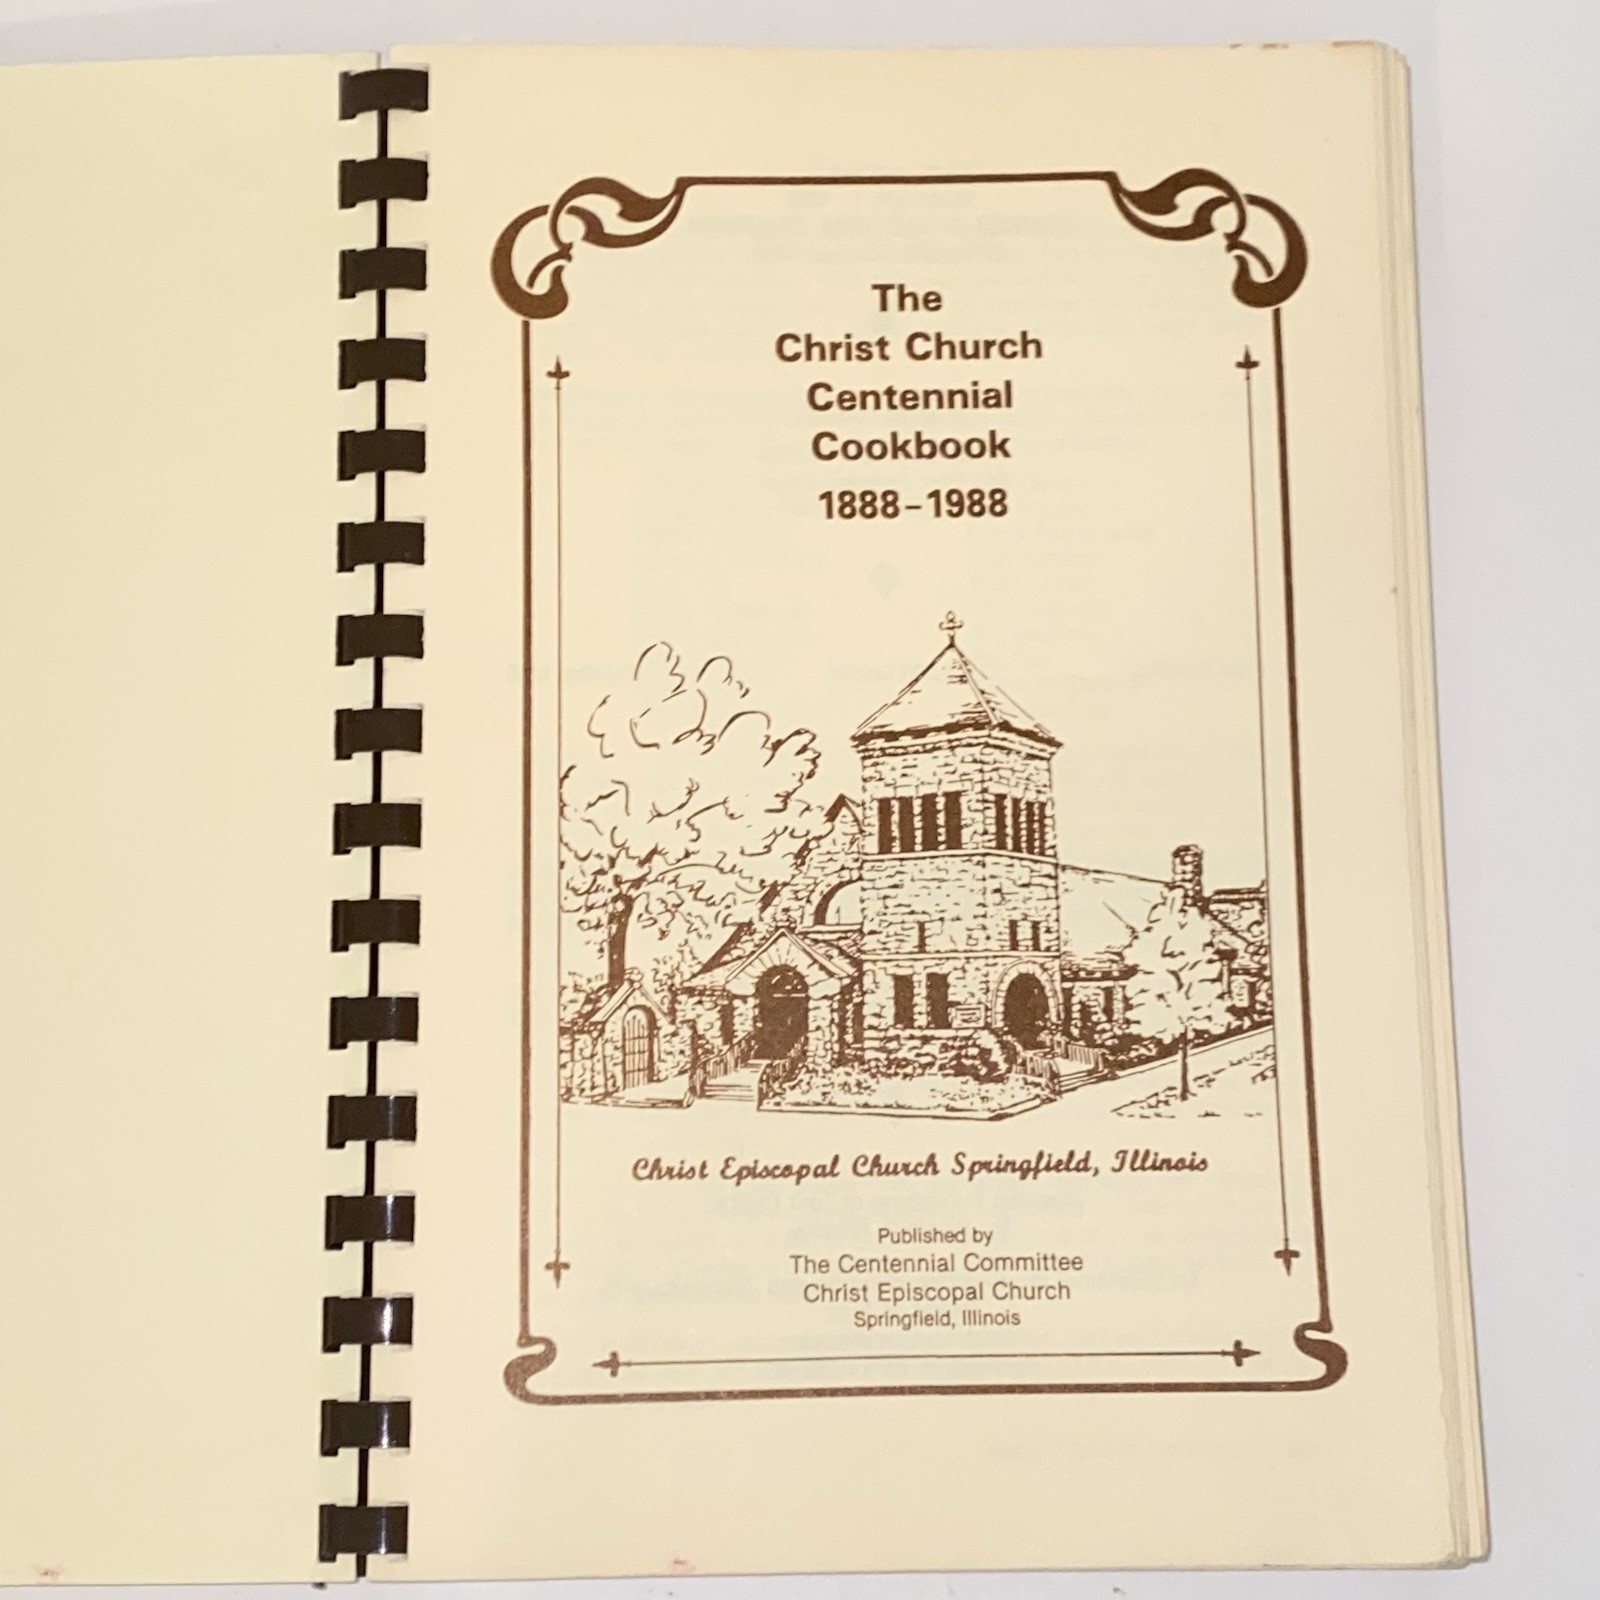 The
Christ Church
Centennial
Cookbook
1888-1988
Christ Episcopal Church Springfield, Illinois
Published by
The Centennial Committee
Christ Episcopal Church
Springfield, Illinois